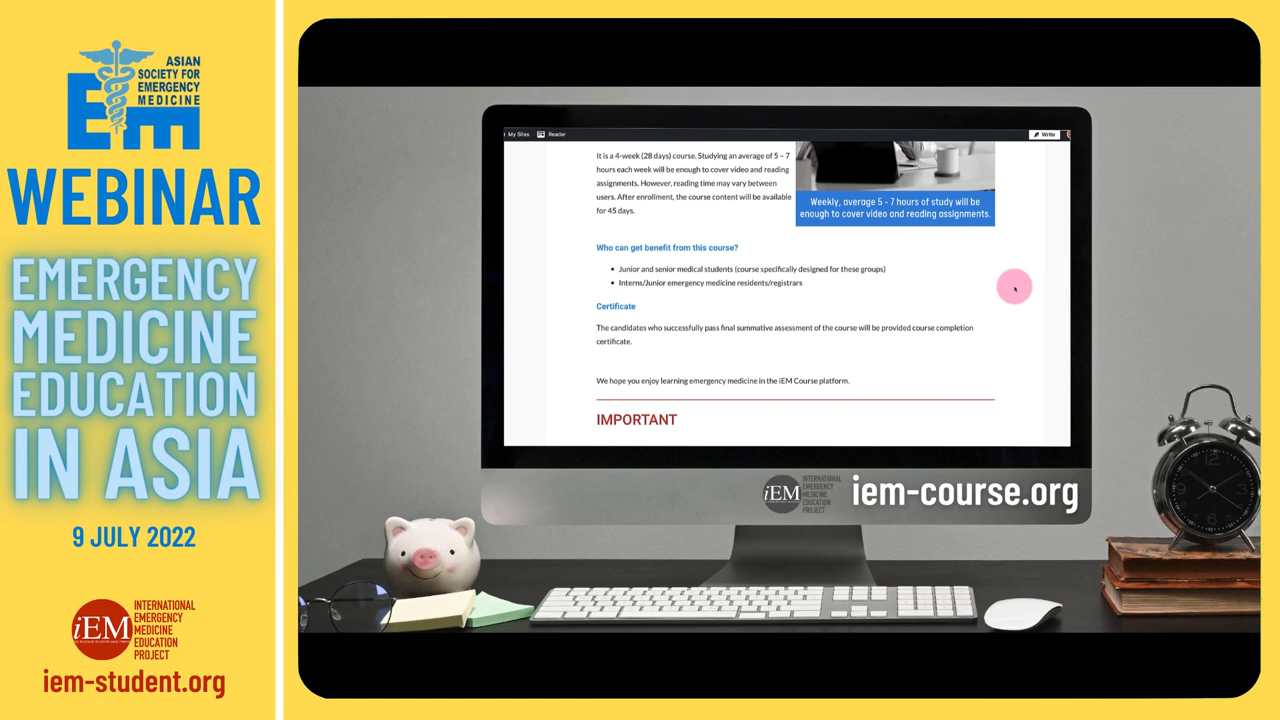 ASIAN
SOCIETY FOR
EMERGENCY
MEDICINE
Em
WEBINAR
EMERGENCY
MEDICINE
EDUCATION
IN ASIA
9 JULY 2022
iEM
INTERNATIONAL
EMERGENCY
MEDICINE
EDUCATION
PROJECT
iem-student.org
My Sites
Reader
Write
It is a 4-week (28 days) course. Studying an average of 5 – 7
hours each week will be enough to cover video and reading
assignments. However, reading time may vary between
users. After enrollment, the course content will be available
for 45 days.
Weekly, average 5 - 7 hours of study will be
enough to cover video and reading assignments.
Who can get benefit from this course?
• Junior and senior medical students (course specifically designed for these groups)
• Interns/Junior emergency medicine residents/registrars
Certificate
The candidates who successfully pass final summative assessment of the course will be provided course completion
certificate.
We hope you enjoy learning emergency medicine in the iEM Course platform.
IMPORTANT
iEM
INTERNATIONAL
EMERGENCY
MEDICINE
EDUCATION
PROJECT
iem-course.org
12
6